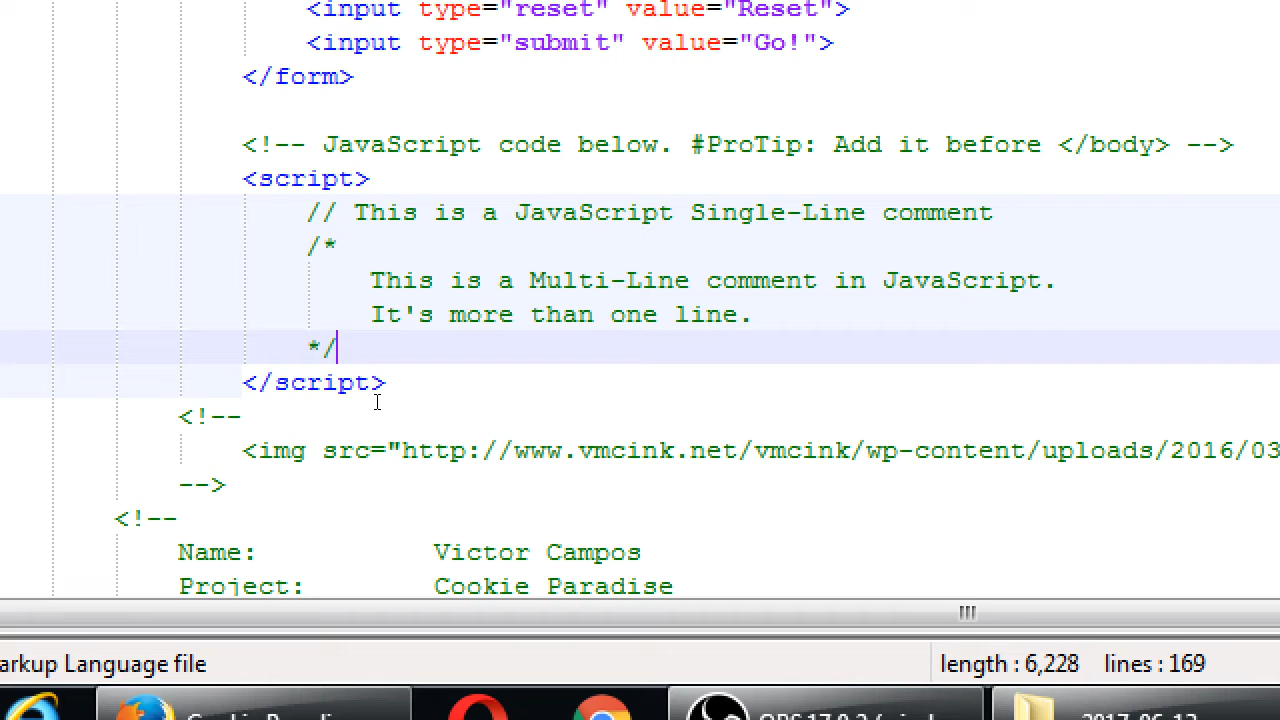 <input type="reset" value="Reset">
<input type="submit" value="Go!">
</form>
<!-- JavaScript code below. #ProTip: Add it before </body> -->
<script>
// This is a JavaScript Single-Line comment
/*
This is a Multi-Line comment in JavaScript.
It's more than one line.
*/
</script>
<!--
<img src="http://www.vmcink.net/vmcink/wp-content/uploads/2016/03
-->
<!--
Name: Victor Campos
Project: Cookie Paradise
arkup Language file length : 6,228 lines : 169